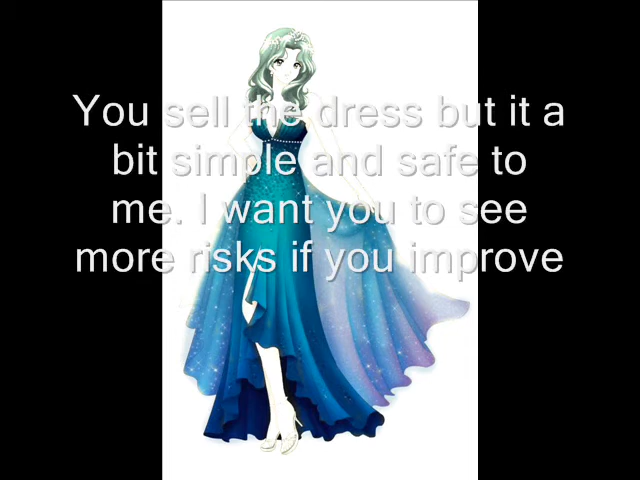 You sell the dress but it a
bit simple and safe to
me. I want you to see
more risks if you improve